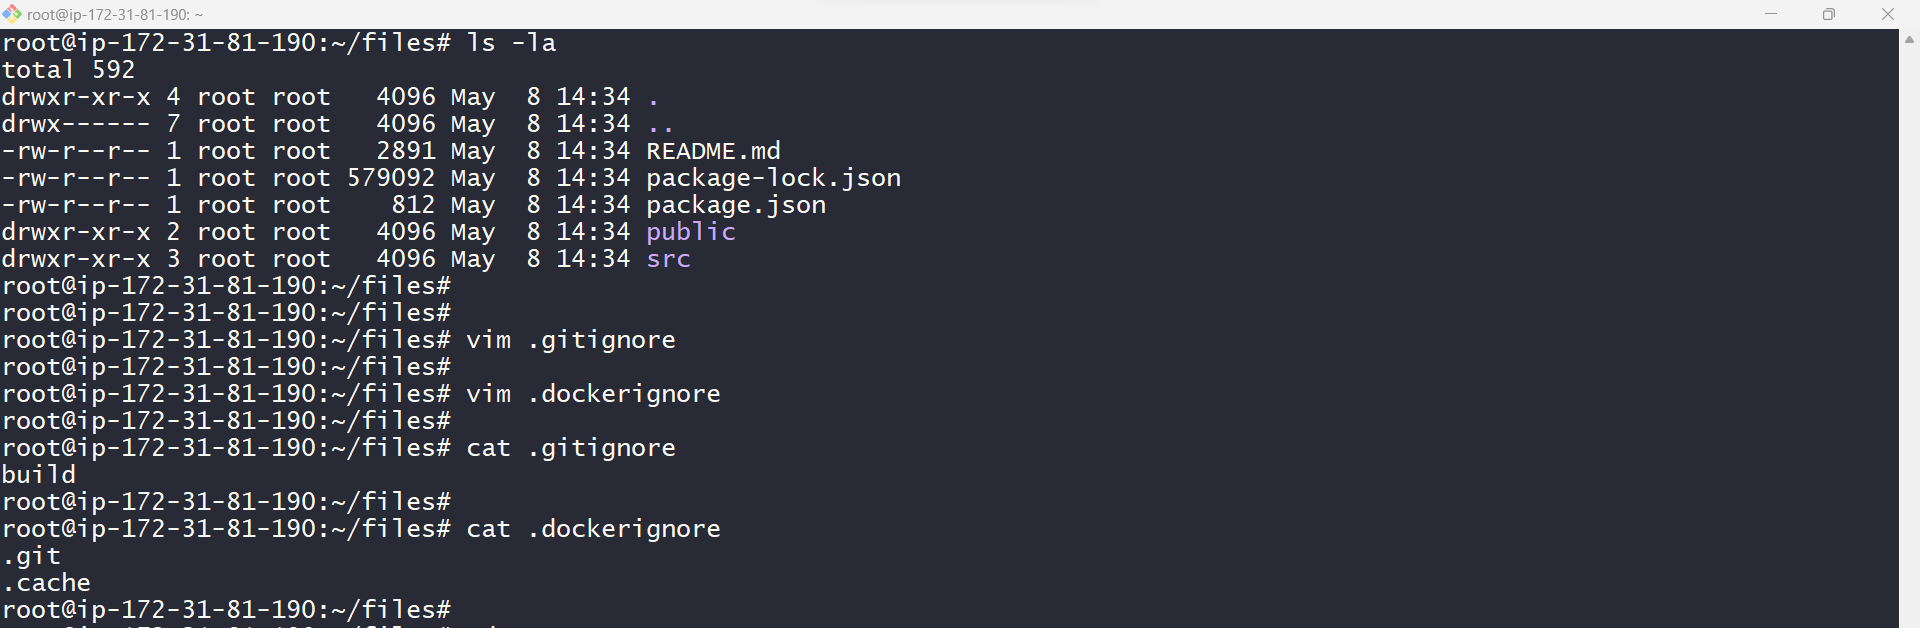 root@ip-172-31-81-190: ~
root@ip-172-31-81-190:~/files# ls -la
total 592
drwxr-xr-x 4 root root   4096 May  8 14:34 .
drwx------ 7 root root   4096 May  8 14:34 ..
-rw-r--r-- 1 root root   2891 May  8 14:34 README.md
-rw-r--r-- 1 root root 579092 May  8 14:34 package-lock.json
-rw-r--r-- 1 root root    812 May  8 14:34 package.json
drwxr-xr-x 2 root root   4096 May  8 14:34 public
drwxr-xr-x 3 root root   4096 May  8 14:34 src
root@ip-172-31-81-190:~/files#
root@ip-172-31-81-190:~/files#
root@ip-172-31-81-190:~/files# vim .gitignore
root@ip-172-31-81-190:~/files#
root@ip-172-31-81-190:~/files# vim .dockerignore
root@ip-172-31-81-190:~/files#
root@ip-172-31-81-190:~/files# cat .gitignore
build
root@ip-172-31-81-190:~/files#
root@ip-172-31-81-190:~/files# cat .dockerignore
.git
.cache
root@ip-172-31-81-190:~/files#